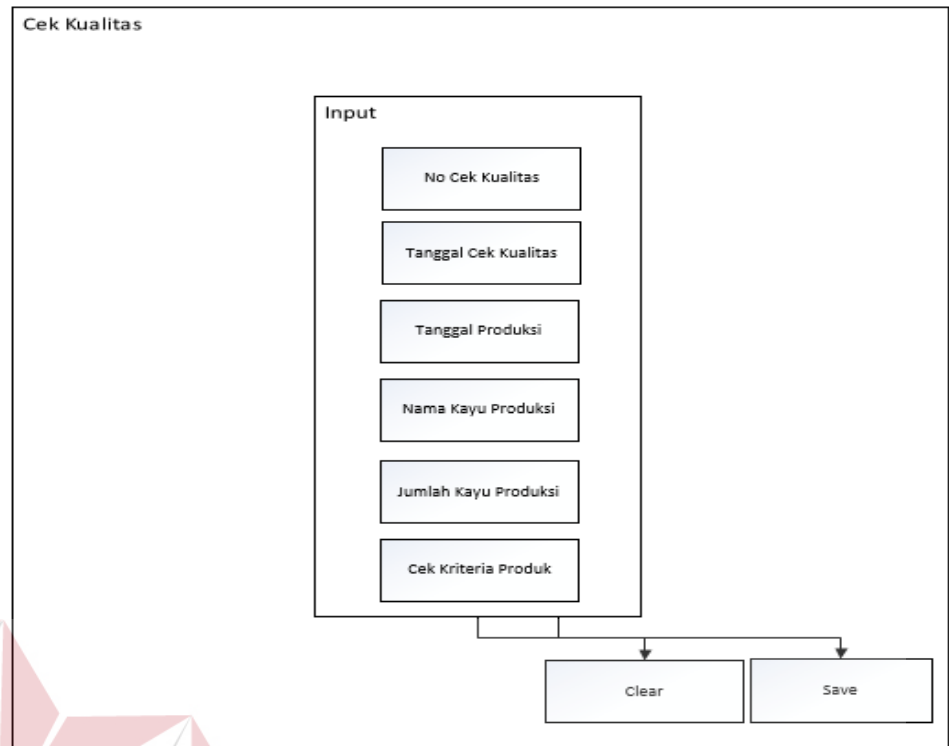 Cek Kualitas
Input
No Cek Kualitas
Tanggal Cek Kualitas
Tanggal Produksi
Nama Kayu Produksi
Jumlah Kayu Produksi
Cek Kriteria Produk
Clear
Save